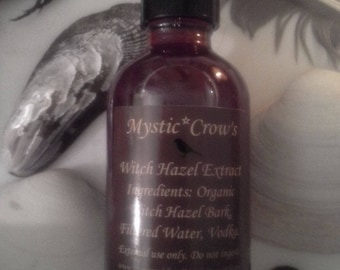 Mystic*Crow's
Witch Hazel Extract
Ingredients: Organic
Witch Hazel Bark,
Filtered Water, Vodka.
External use only. Do not ingest.